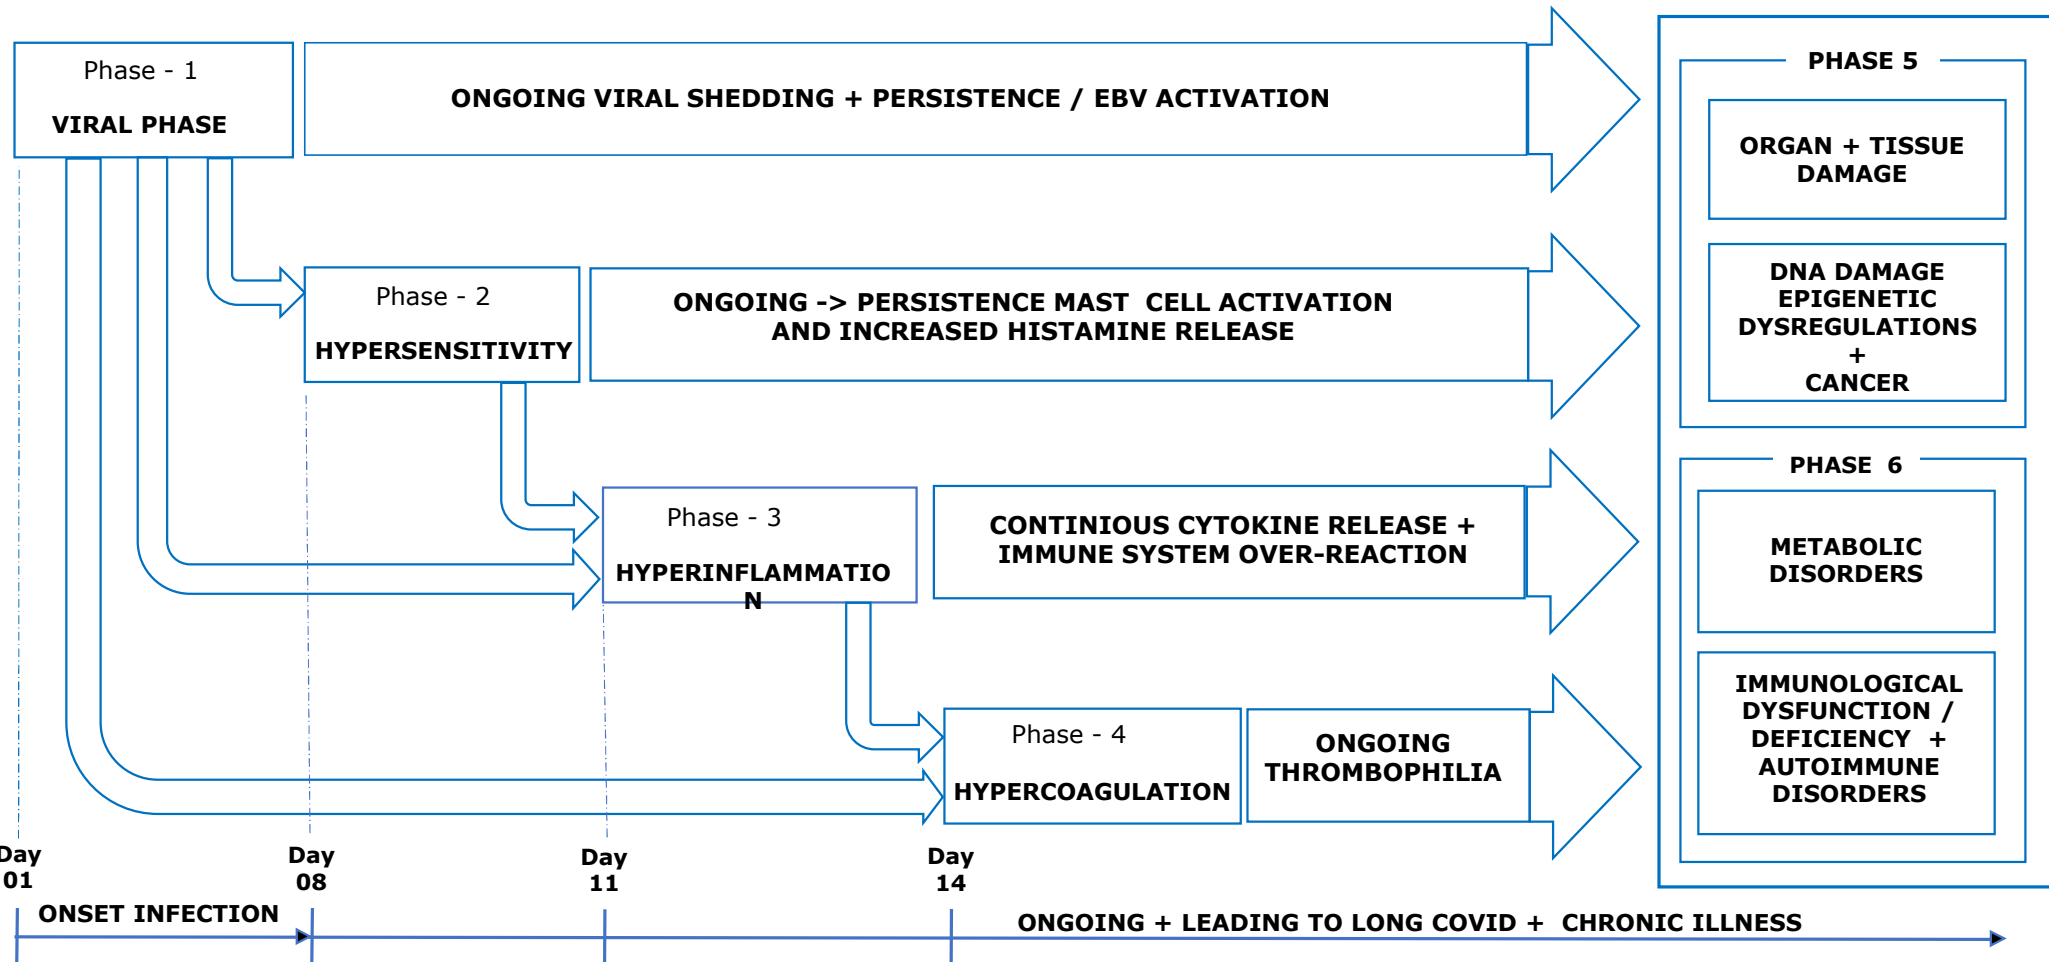 Phase - 1
VIRAL PHASE
ONGOING VIRAL SHEDDING + PERSISTENCE / EBV ACTIVATION
Phase - 2
HYPERSENSITIVITY
ONGOING -> PERSISTENCE MAST CELL ACTIVATION
AND INCREASED HISTAMINE RELEASE
Phase - 3
HYPERINFLAMMATIO
N
CONTINIOUS CYTOKINE RELEASE +
IMMUNE SYSTEM OVER-REACTION
Phase - 4
HYPERCOAGULATION
ONGOING
THROMBOPHILIA
PHASE 5
ORGAN + TISSUE
DAMAGE
DNA DAMAGE
EPIGENETIC
DYSREGULATIONS
+
CANCER
PHASE 6
METABOLIC
DISORDERS
IMMUNOLOGICAL
DYSFUNCTION /
DEFICIENCY +
AUTOIMMUNE
DISORDERS
Day
01
Day
08
Day
11
Day
14
ONSET INFECTION
ONGOING + LEADING TO LONG COVID + CHRONIC ILLNESS